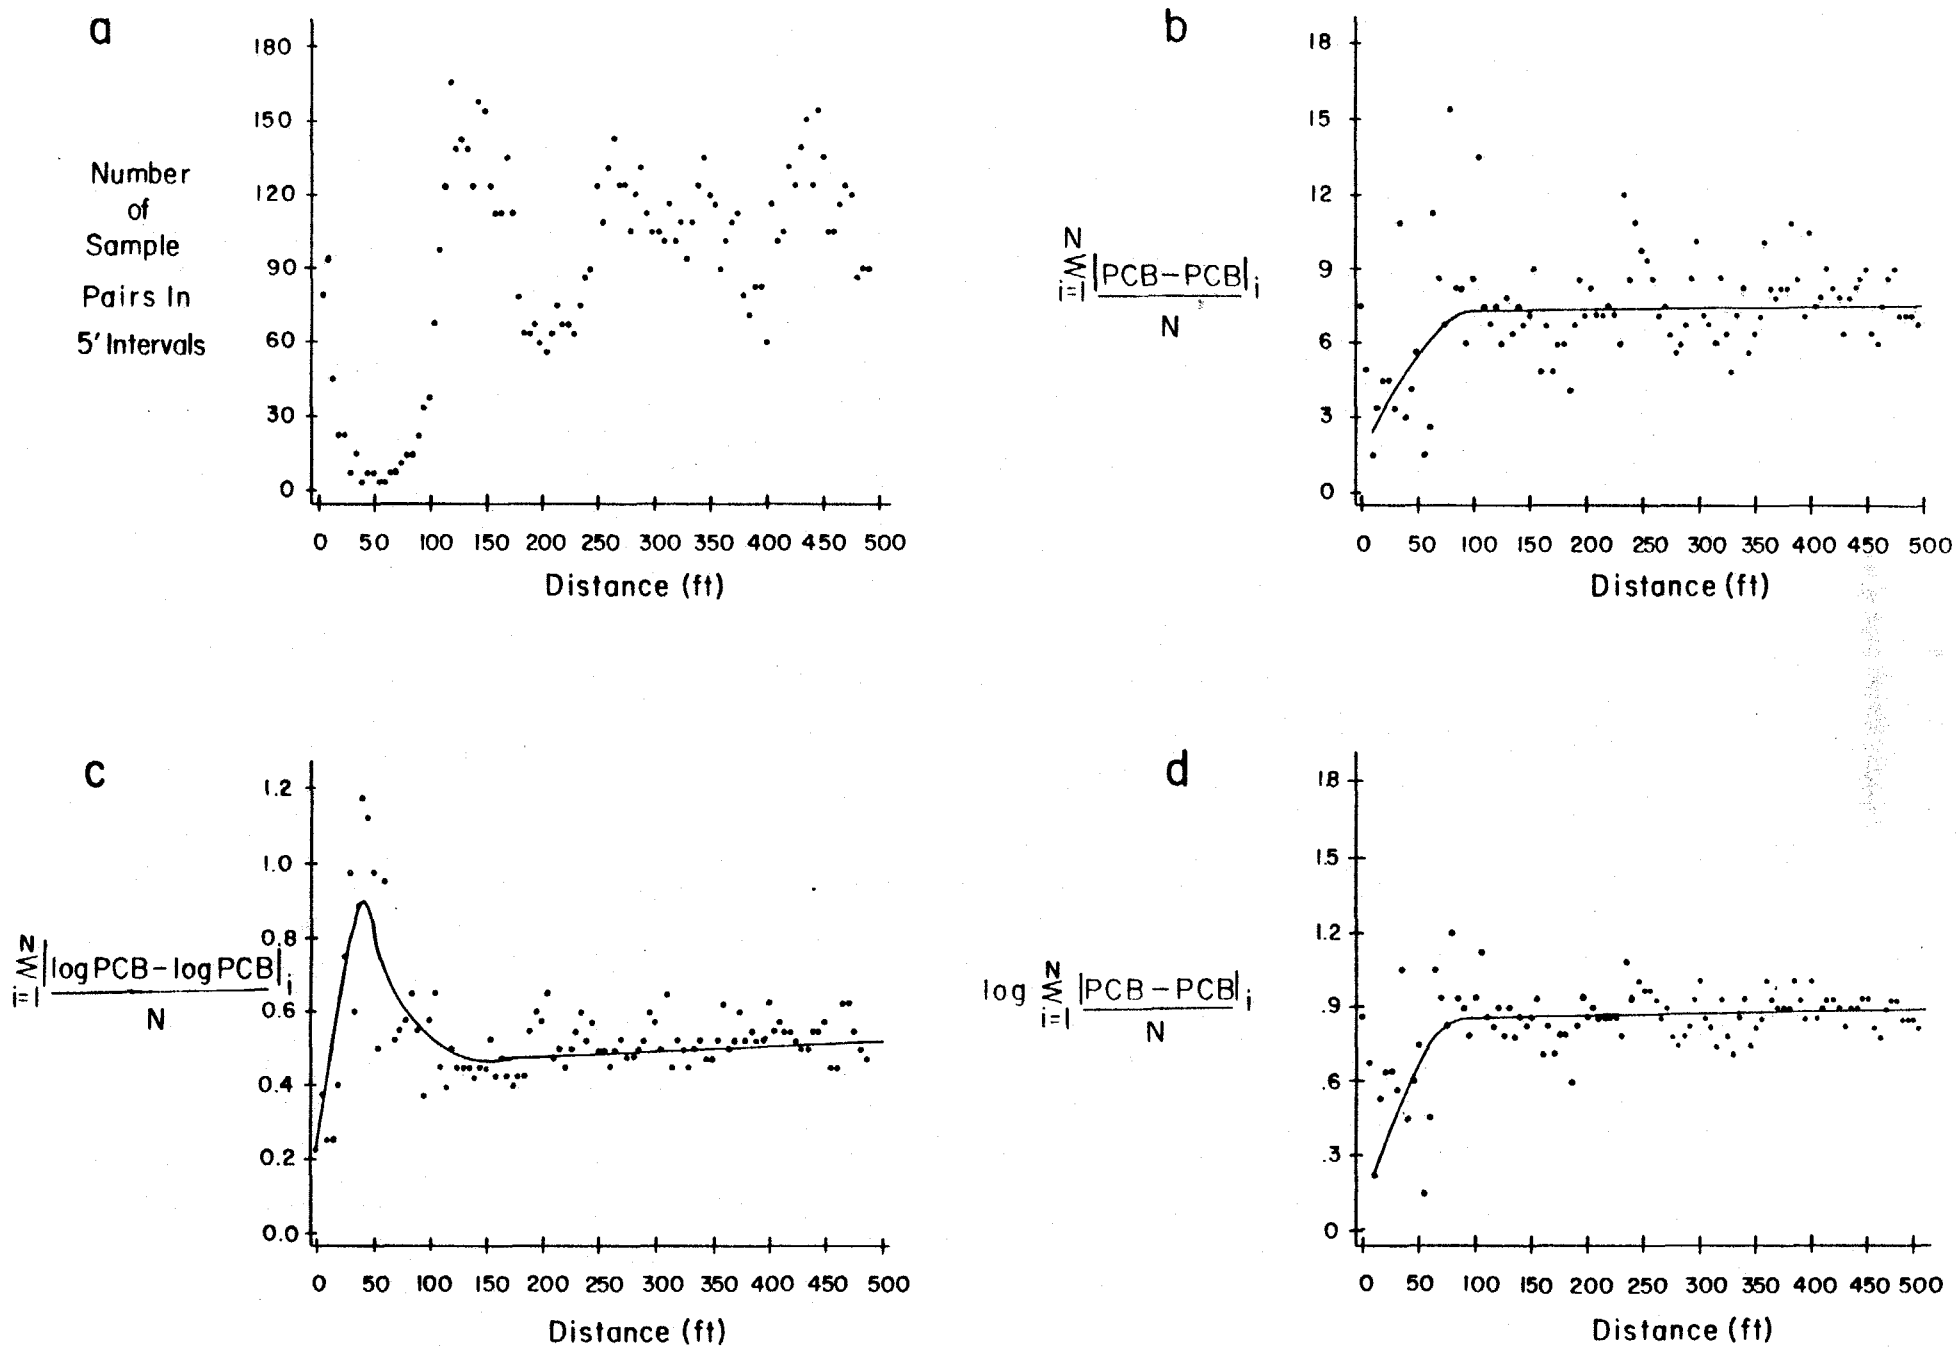 a
180
150
120
90
60
30
0
Number
of
Sample
Pairs In
5' Intervals
0 50 100 150 200 250 300 350 400 450 500
Distance (ft)
b
18
15
12
9
6
3
0
N
Σ |PCB-PCB| i
i=1
N
0 50 100 150 200 250 300 350 400 450 500
Distance (ft)
c
1.2
1.0
0.8
0.6
0.4
0.2
0.0
N
Σ |log PCB - log PCB| i
i=1
N
0 50 100 150 200 250 300 350 400 450 500
Distance (ft)
d
1.8
1.5
1.2
.9
.6
.3
0
N
log Σ |PCB - PCB| i
i=1
N
0 50 100 150 200 250 300 350 400 450 500
Distance (ft)